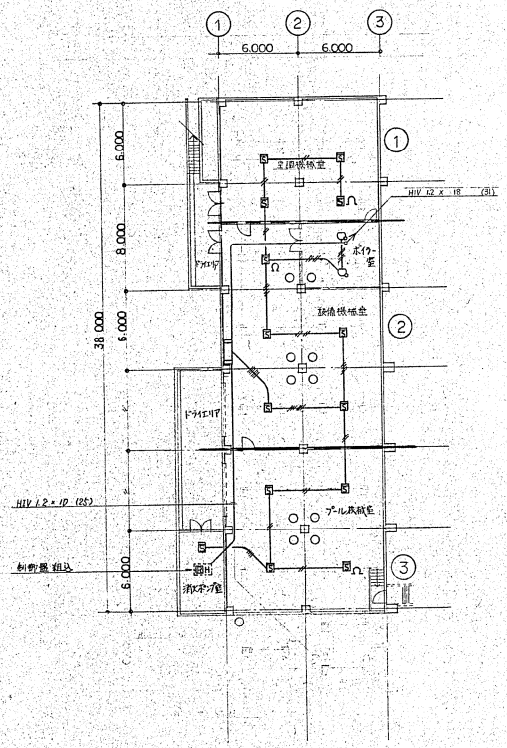 1 2 3
6.000 6.000
6.000
8.000
6.000
38 000
6.000
1
空調機械室
HIV 1.2 × 18 (31)
ボイラー室
ドライエリア
設備機械室
2
ドライエリア
HIV 1.2 × 10 (25)
プール機械室
制御盤組込
消火ポンプ室
3
S S
S S
S
S S
S S
S S
S
S S